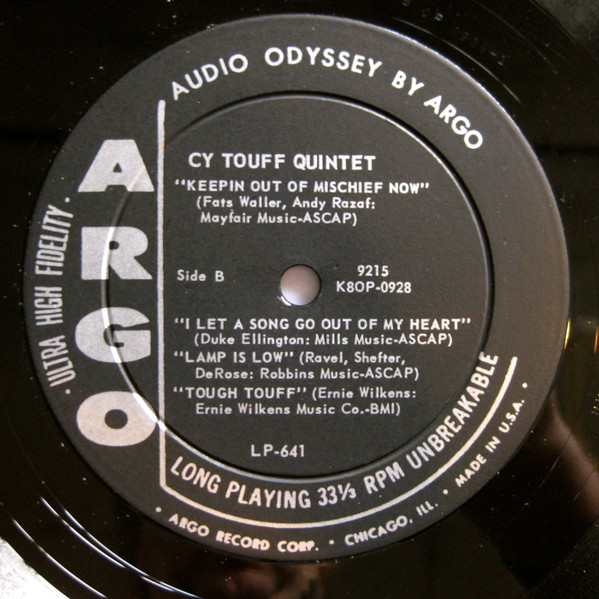 AUDIO ODYSSEY BY ARGO
ARGO
· ULTRA HIGH FIDELITY ·
CY TOUFF QUINTET
"KEEPIN OUT OF MISCHIEF NOW"
(Fats Waller, Andy Razaf:
Mayfair Music-ASCAP)
Side B
9215
K8OP-0928
"I LET A SONG GO OUT OF MY HEART"
(Duke Ellington: Mills Music-ASCAP)
"LAMP IS LOW" (Ravel, Shefter,
DeRose: Robbins Music-ASCAP)
"TOUGH TOUFF" (Ernie Wilkens:
Ernie Wilkens Music Co.-BMI)
LP-641
LONG PLAYING 33⅓ RPM UNBREAKABLE
· ARGO RECORD CORP. · CHICAGO, ILL. · MADE IN U.S.A. ·